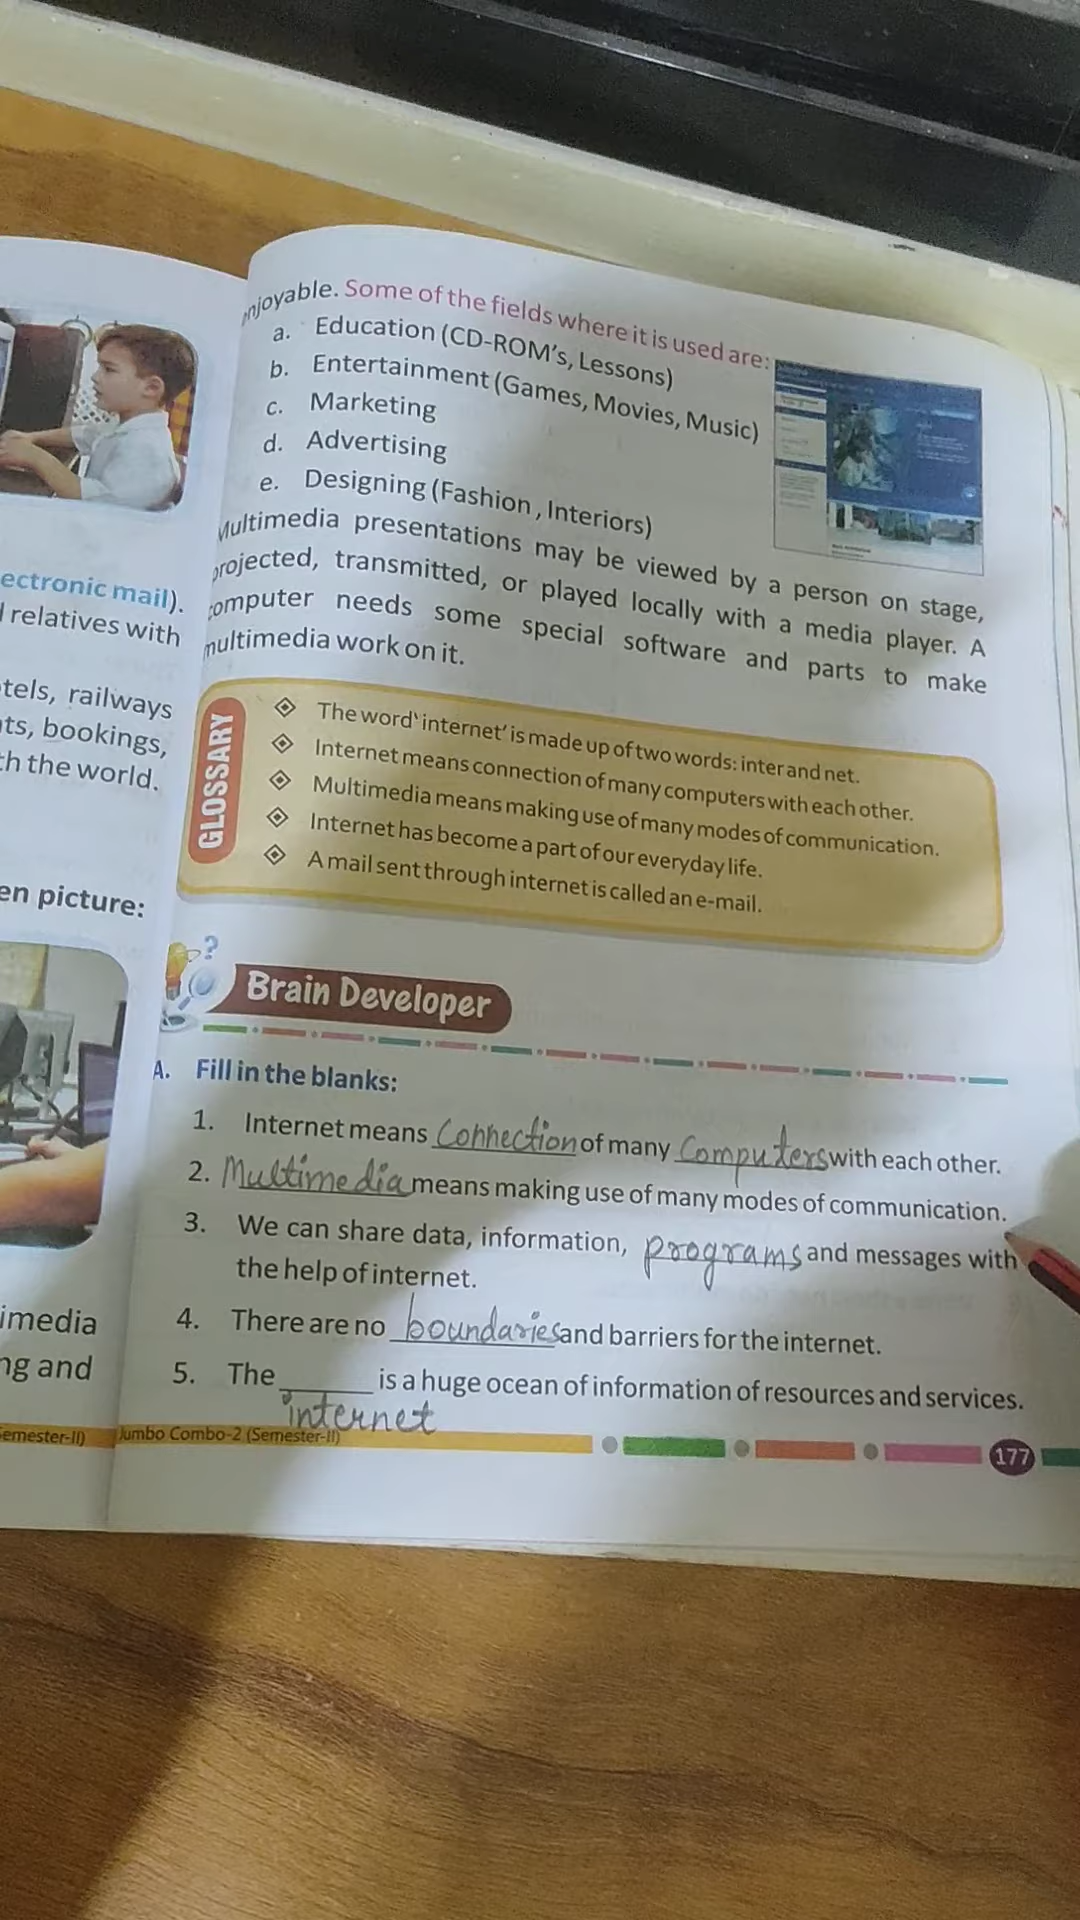 ectronic mail).
relatives with
tels, railways
ts, bookings,
th the world.
en picture:
imedia
ng and
emester-II)
enjoyable. Some of the fields where it is used are:
a. Education (CD-ROM's, Lessons)
b. Entertainment (Games, Movies, Music)
c. Marketing
d. Advertising
e. Designing (Fashion , Interiors)
Multimedia presentations may be viewed by a person on stage,
projected, transmitted, or played locally with a media player. A
computer needs some special software and parts to make
multimedia work on it.
GLOSSARY
The word 'internet' is made up of two words: inter and net.
Internet means connection of many computers with each other.
Multimedia means making use of many modes of communication.
Internet has become a part of our everyday life.
A mail sent through internet is called an e-mail.
?
Brain Developer
A. Fill in the blanks:
1. Internet means connection of many computers with each other.
2. Multimedia means making use of many modes of communication.
3. We can share data, information, programs and messages with
the help of internet.
4. There are no boundaries and barriers for the internet.
5. The ______ is a huge ocean of information of resources and services.
internet
Jumbo Combo-2 (Semester-II)
177